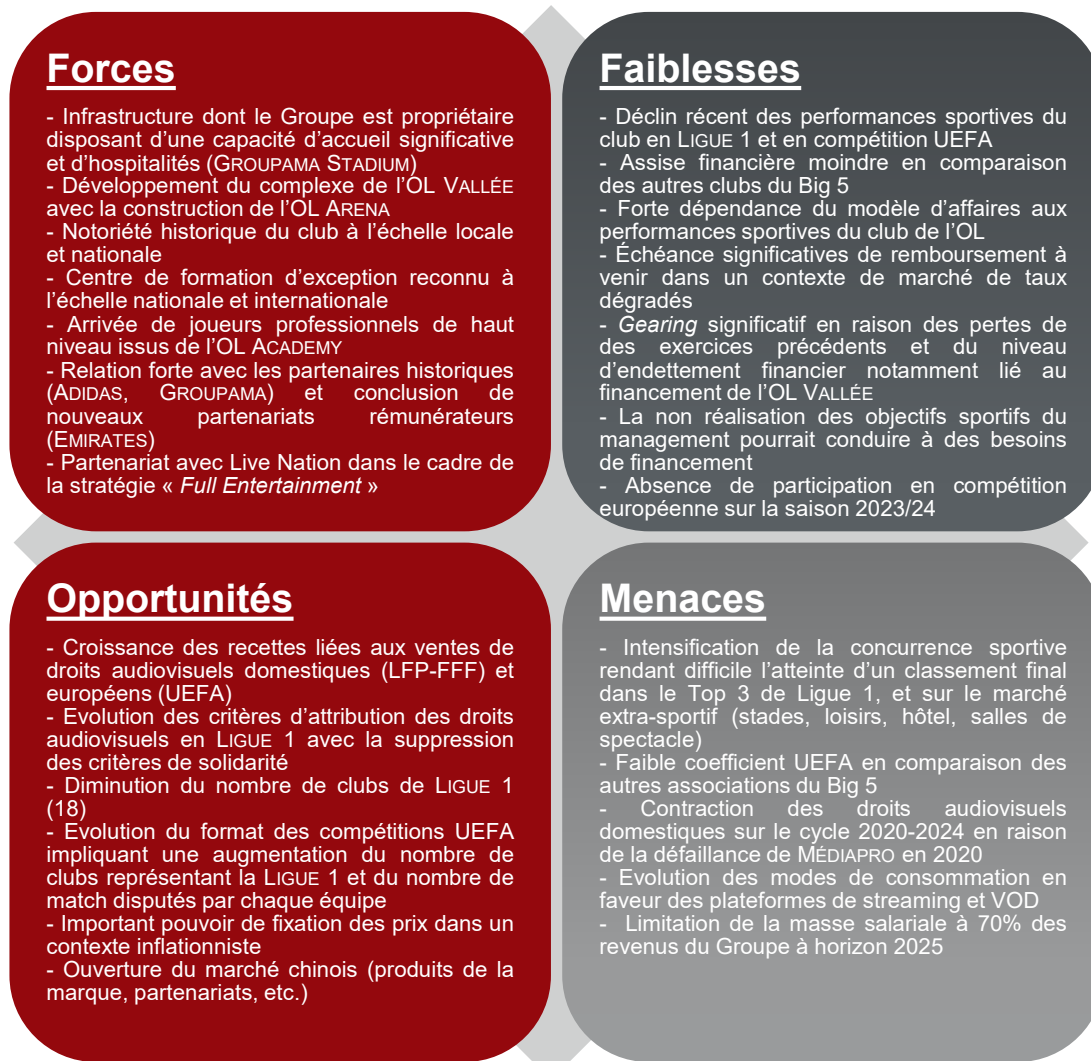 Forces
- Infrastructure dont le Groupe est propriétaire
disposant d'une capacité d'accueil significative
et d'hospitalités (GROUPAMA STADIUM)
- Développement du complexe de l'OL VALLÉE
avec la construction de l'OL ARENA
- Notoriété historique du club à l'échelle locale
et nationale
- Centre de formation d'exception reconnu à
l'échelle nationale et internationale
- Arrivée de joueurs professionnels de haut
niveau issus de l'OL ACADEMY
- Relation forte avec les partenaires historiques
(ADIDAS, GROUPAMA) et conclusion de
nouveaux partenariats rémunérateurs
(EMIRATES)
- Partenariat avec Live Nation dans le cadre de
la stratégie « Full Entertainment »
Faiblesses
- Déclin récent des performances sportives du
club en LIGUE 1 et en compétition UEFA
- Assise financière moindre en comparaison
des autres clubs du Big 5
- Forte dépendance du modèle d'affaires aux
performances sportives du club de l'OL
- Échéance significatives de remboursement à
venir dans un contexte de marché de taux
dégradés
- Gearing significatif en raison des pertes de
des exercices précédents et du niveau
d'endettement financier notamment lié au
financement de l'OL VALLÉE
- La non réalisation des objectifs sportifs du
management pourrait conduire à des besoins
de financement
- Absence de participation en compétition
européenne sur la saison 2023/24
Opportunités
- Croissance des recettes liées aux ventes de
droits audiovisuels domestiques (LFP-FFF) et
européens (UEFA)
- Evolution des critères d'attribution des droits
audiovisuels en LIGUE 1 avec la suppression
des critères de solidarité
- Diminution du nombre de clubs de LIGUE 1
(18)
- Evolution du format des compétitions UEFA
impliquant une augmentation du nombre de
clubs représentant la LIGUE 1 et du nombre de
match disputés par chaque équipe
- Important pouvoir de fixation des prix dans un
contexte inflationniste
- Ouverture du marché chinois (produits de la
marque, partenariats, etc.)
Menaces
- Intensification de la concurrence sportive
rendant difficile l'atteinte d'un classement final
dans le Top 3 de Ligue 1, et sur le marché
extra-sportif (stades, loisirs, hôtel, salles de
spectacle)
- Faible coefficient UEFA en comparaison des
autres associations du Big 5
- Contraction des droits audiovisuels
domestiques sur le cycle 2020-2024 en raison
de la défaillance de MÉDIAPRO en 2020
- Evolution des modes de consommation en
faveur des plateformes de streaming et VOD
- Limitation de la masse salariale à 70% des
revenus du Groupe à horizon 2025